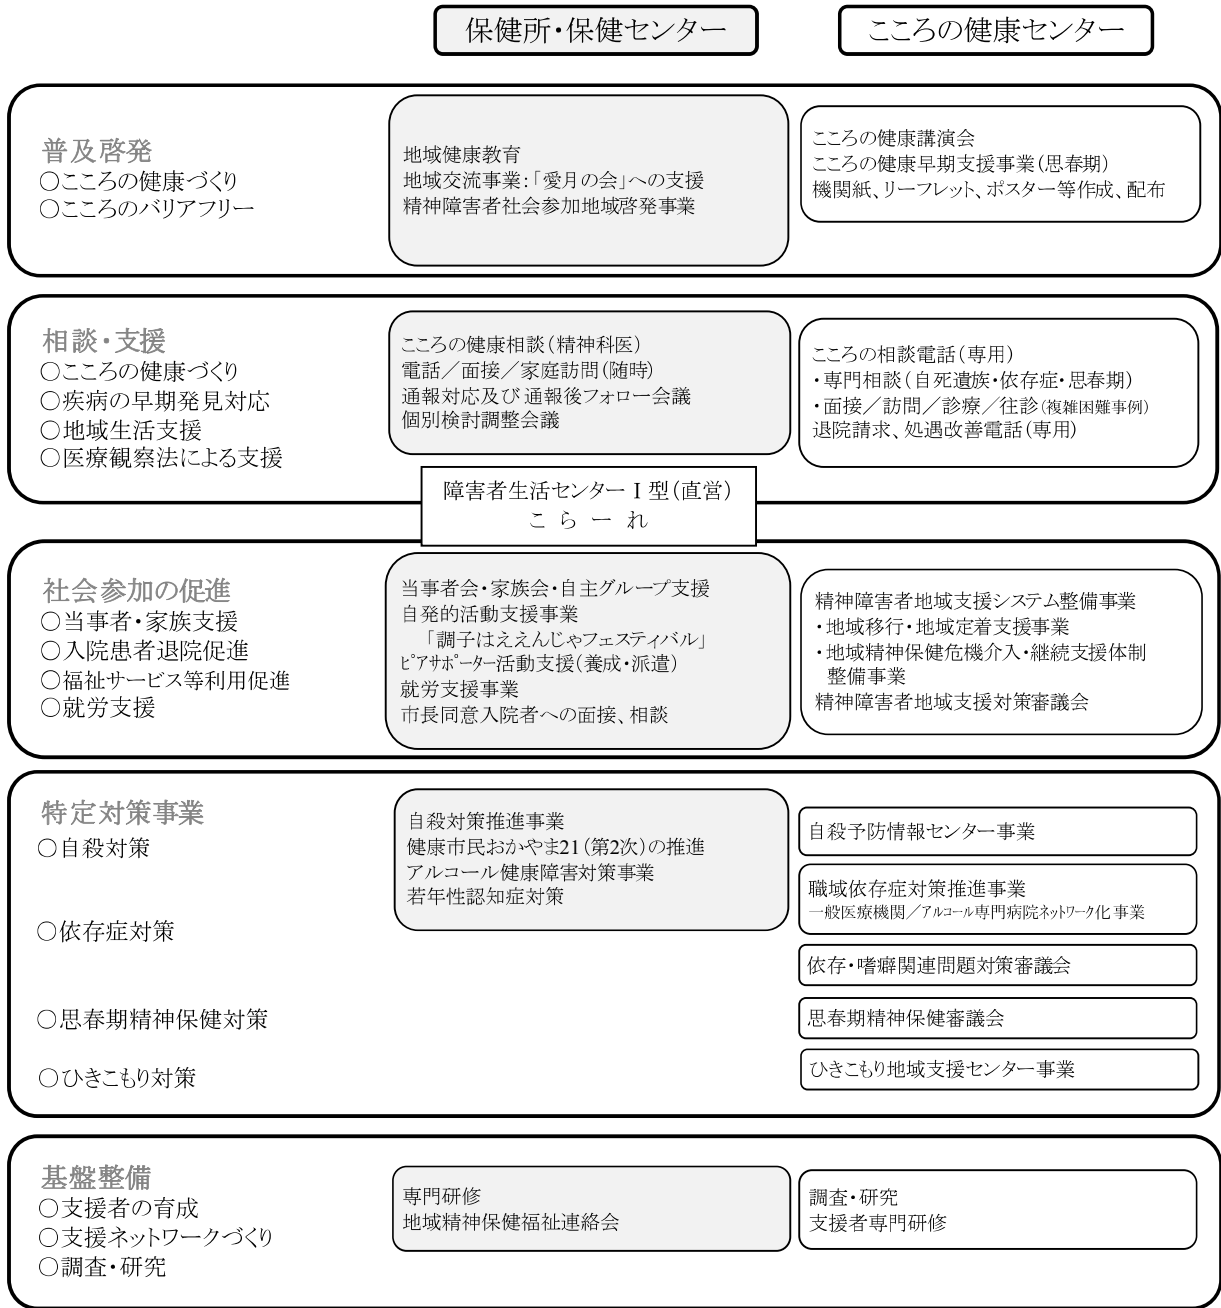 保健所・保健センター
こころの健康センター
普及啓発
○こころの健康づくり
○こころのバリアフリー
地域健康教育
地域交流事業:「愛月の会」への支援
精神障害者社会参加地域啓発事業
こころの健康講演会
こころの健康早期支援事業(思春期)
機関紙、リーフレット、ポスター等作成、配布
相談・支援
○こころの健康づくり
○疾病の早期発見対応
○地域生活支援
○医療観察法による支援
こころの健康相談(精神科医)
電話/面接/家庭訪問(随時)
通報対応及び通報後フォロー会議
個別検討調整会議
こころの相談電話(専用)
・専門相談(自死遺族・依存症・思春期)
・面接/訪問/診療/往診(複雑困難事例)
退院請求、処遇改善電話(専用)
障害者生活センターⅠ型(直営)
こらーれ
社会参加の促進
○当事者・家族支援
○入院患者退院促進
○福祉サービス等利用促進
○就労支援
当事者会・家族会・自主グループ支援
自発的活動支援事業
「調子はええんじゃフェスティバル」
ピアサポーター活動支援(養成・派遣)
就労支援事業
市長同意入院者への面接、相談
精神障害者地域支援システム整備事業
・地域移行・地域定着支援事業
・地域精神保健危機介入・継続支援体制
整備事業
精神障害者地域支援対策審議会
特定対策事業
○自殺対策
○依存症対策
○思春期精神保健対策
○ひきこもり対策
自殺対策推進事業
健康市民おかやま21(第2次)の推進
アルコール健康障害対策事業
若年性認知症対策
自殺予防情報センター事業
職域依存症対策推進事業
一般医療機関/アルコール専門病院ネットワーク化事業
依存・嗜癖関連問題対策審議会
思春期精神保健審議会
ひきこもり地域支援センター事業
基盤整備
○支援者の育成
○支援ネットワークづくり
○調査・研究
専門研修
地域精神保健福祉連絡会
調査・研究
支援者専門研修